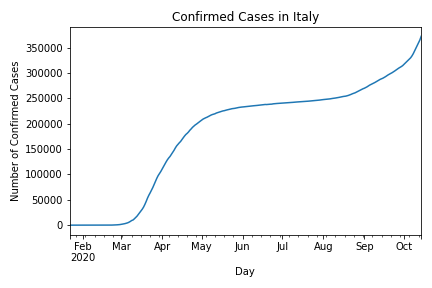 Confirmed Cases in Italy
Number of Confirmed Cases
350000
300000
250000
200000
150000
100000
50000
0
Feb Mar Apr May Jun Jul Aug Sep Oct
2020
Day